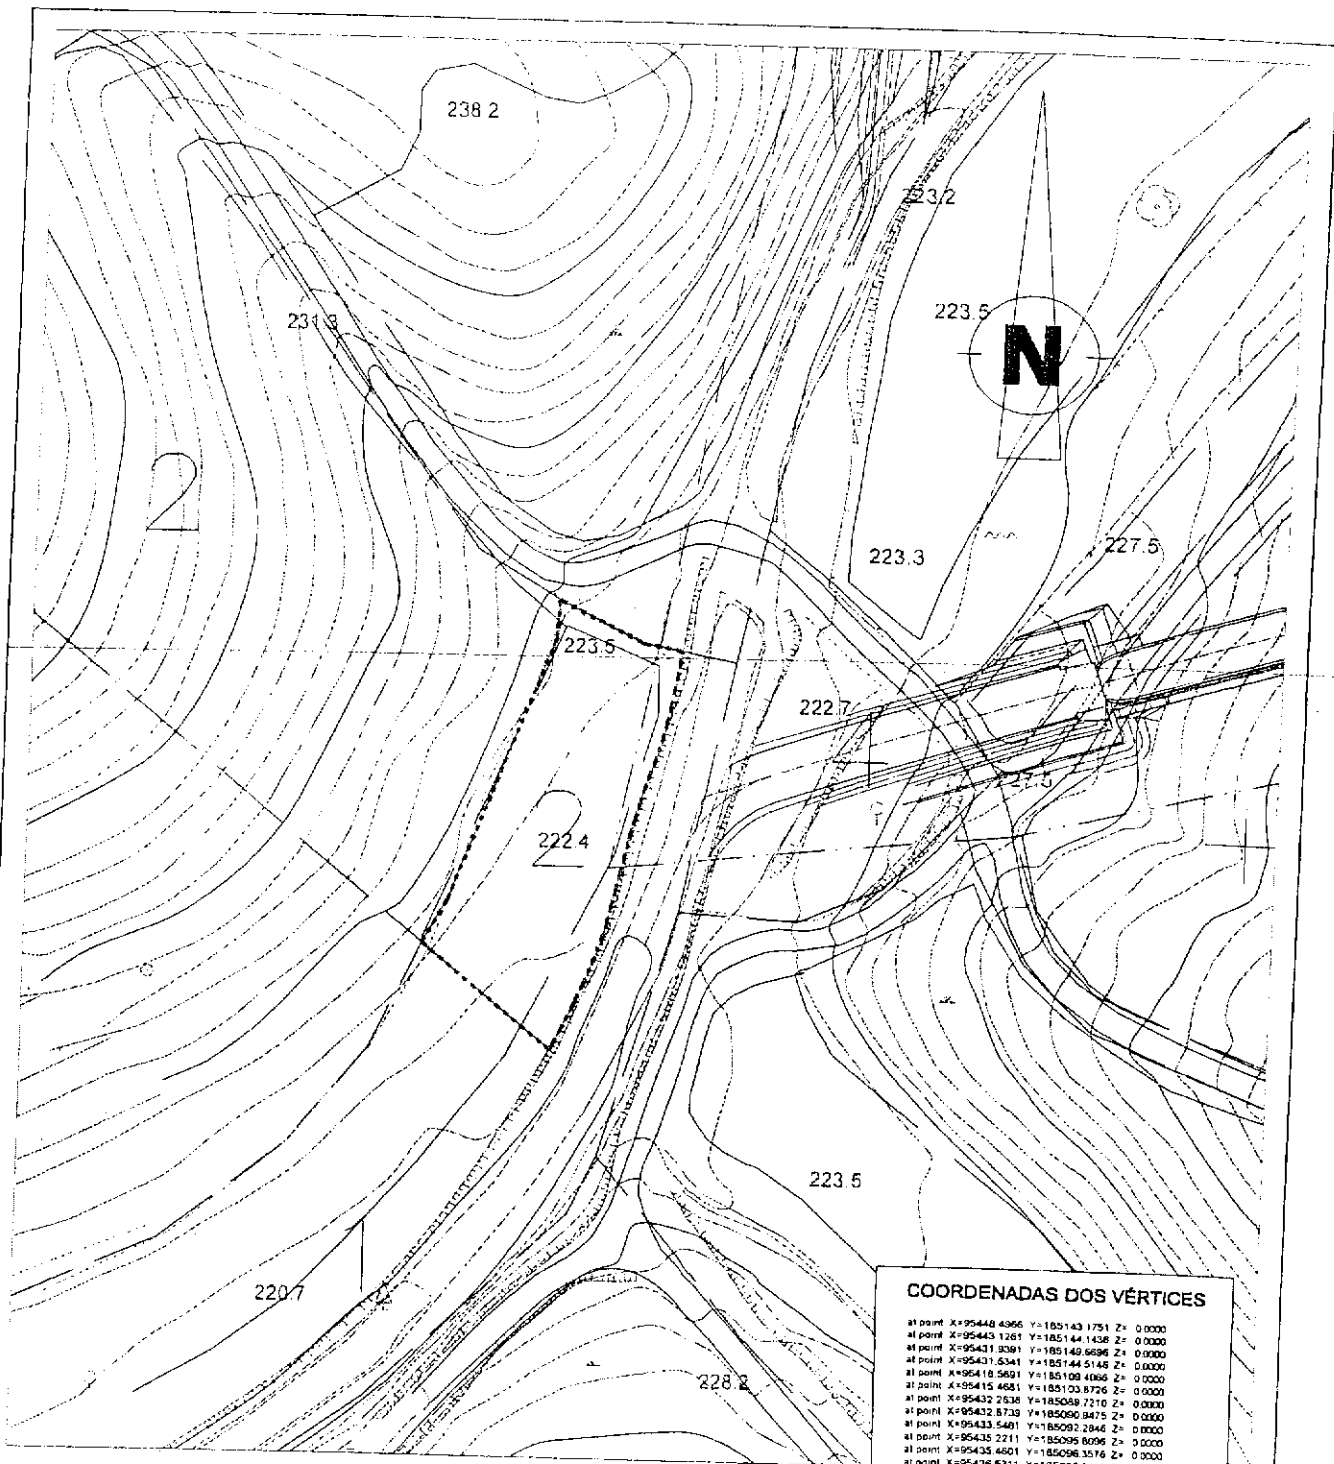 238.2
223.2
231.3
223.5
N
2
223.3
227.5
223.5
222.7
227.5
2
222.4
223.5
220.7
228.2
COORDENADAS DOS VÉRTICES
at point X=95448.4966 Y=185143.1751 Z= 0.0000
at point X=95443.1261 Y=185144.1436 Z= 0.0000
at point X=95431.9391 Y=185149.6696 Z= 0.0000
at point X=95431.5341 Y=185144.5146 Z= 0.0000
at point X=95418.5691 Y=185109.4066 Z= 0.0000
at point X=95415.4681 Y=185103.8726 Z= 0.0000
at point X=95432.2636 Y=185089.7210 Z= 0.0000
at point X=95432.8739 Y=185090.9475 Z= 0.0000
at point X=95433.5481 Y=185092.2846 Z= 0.0000
at point X=95435.2211 Y=185095.8096 Z= 0.0000
at point X=95435.4601 Y=185096.3576 Z= 0.0000